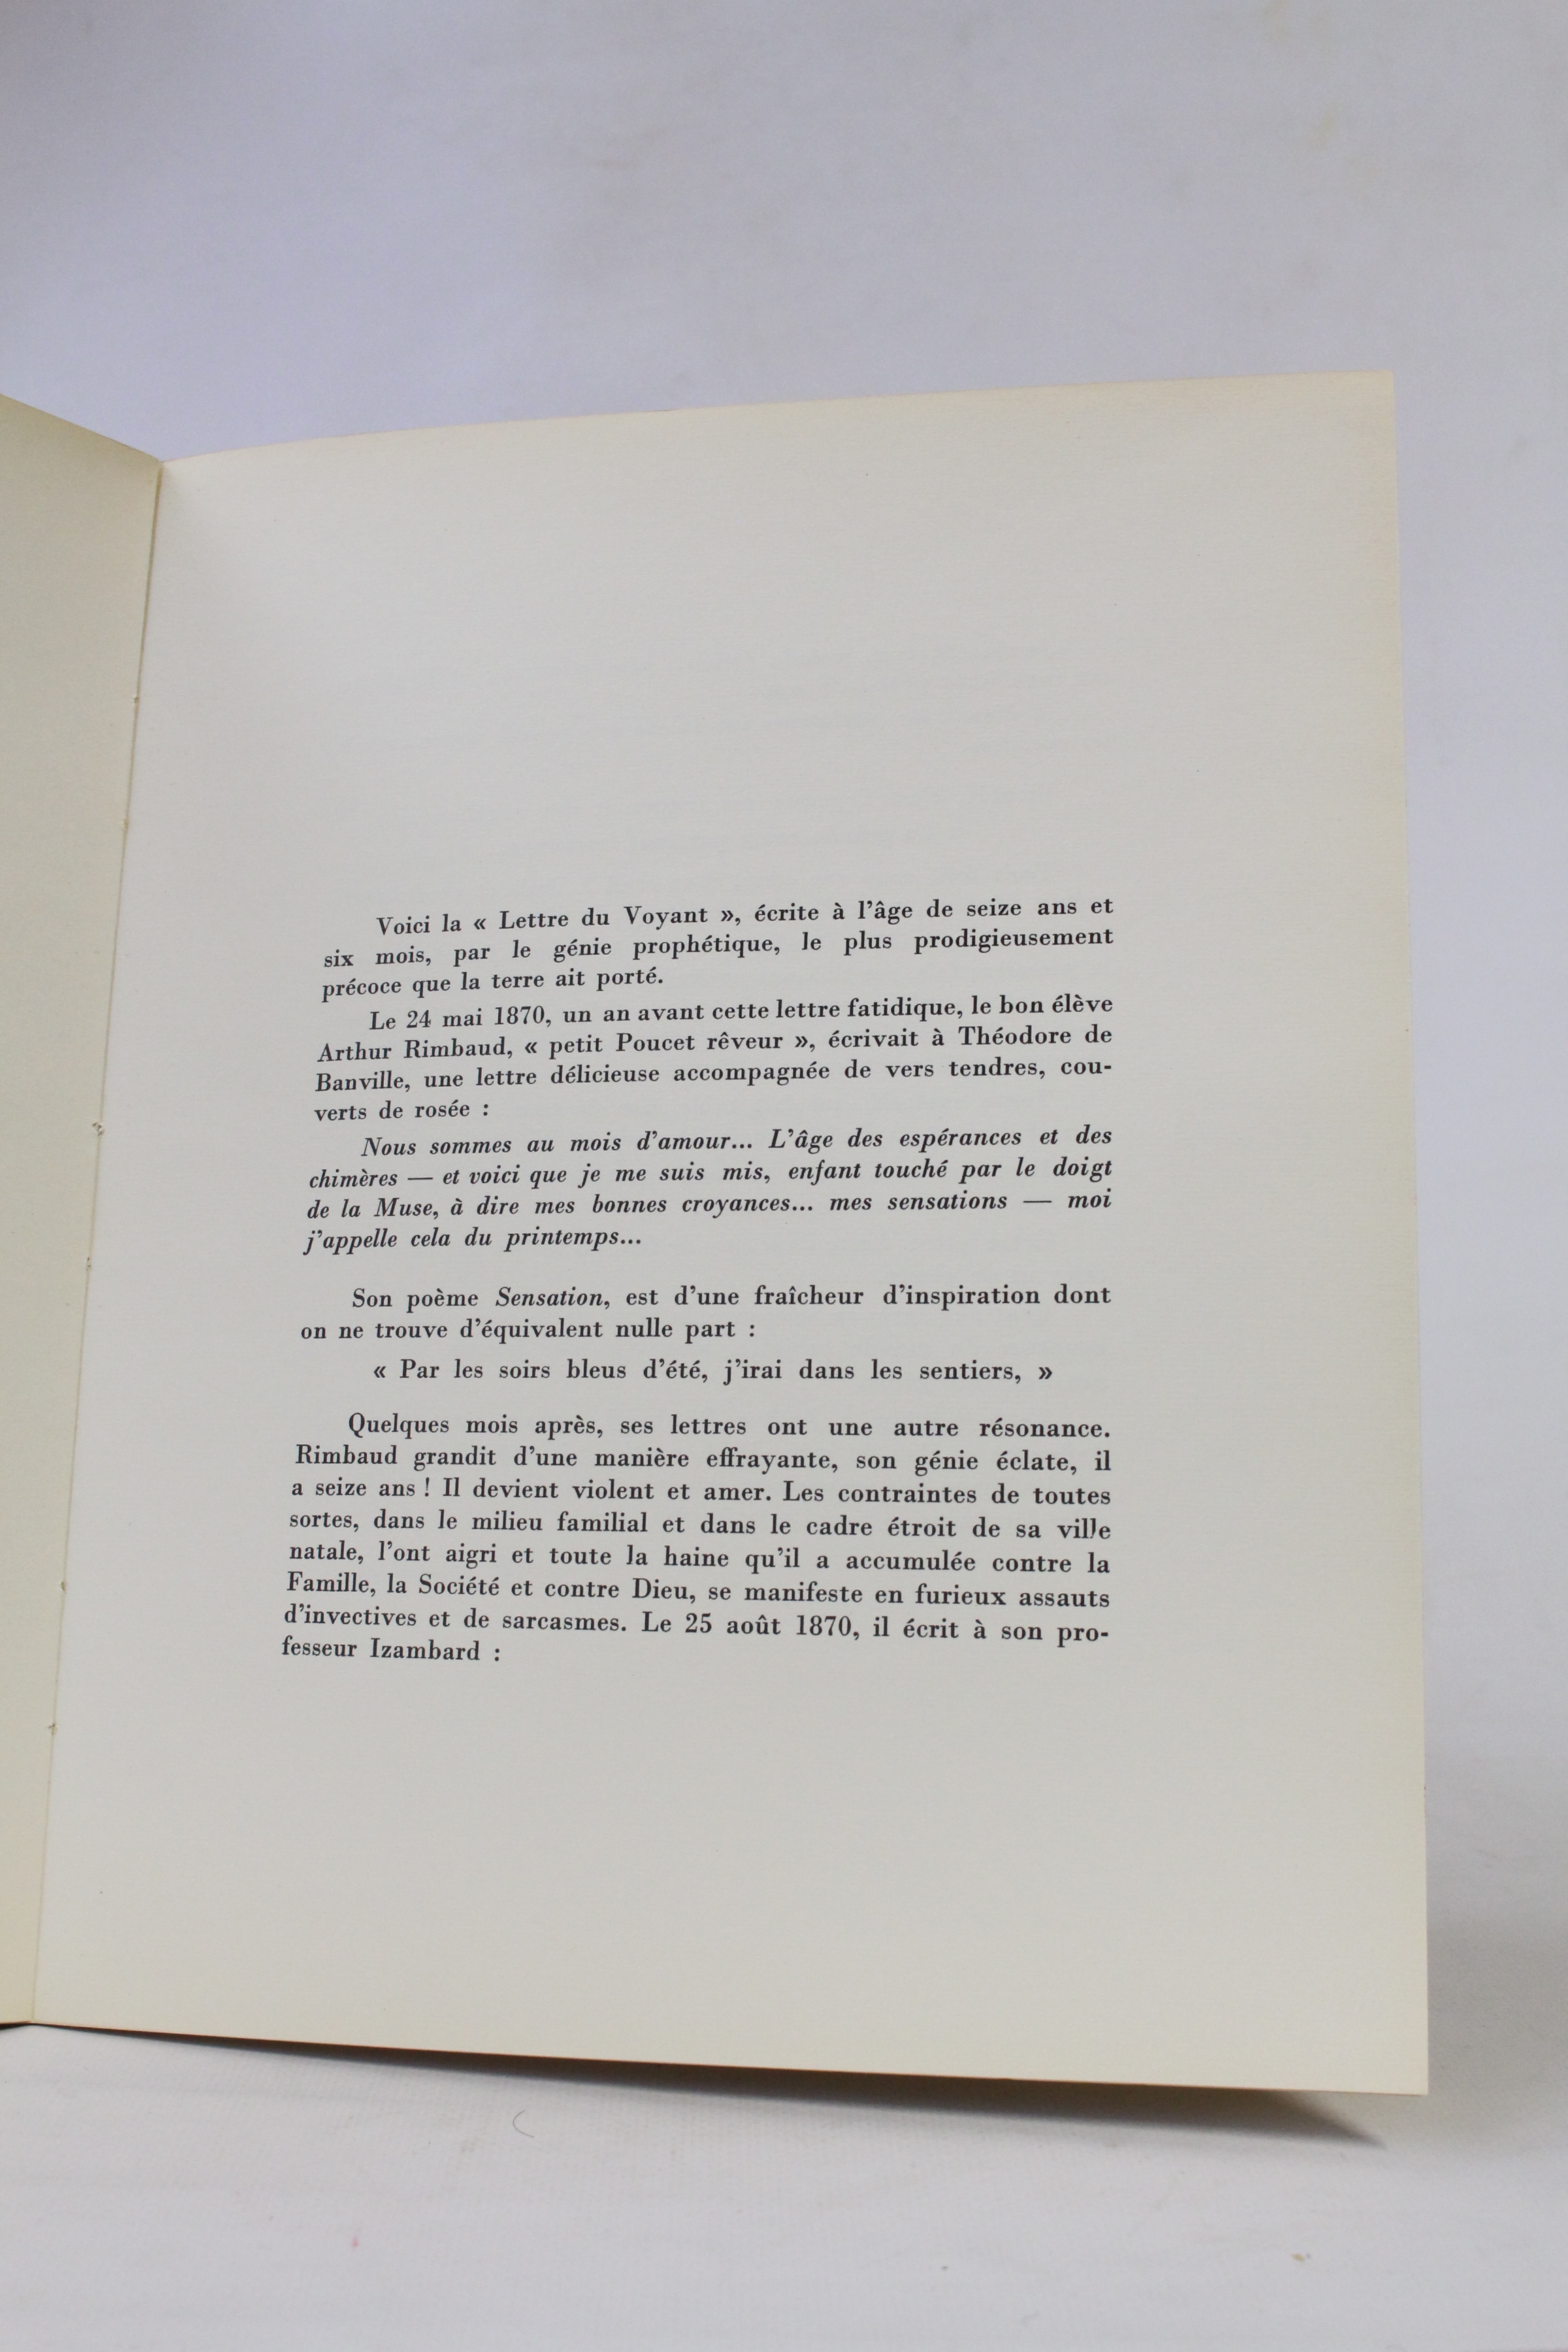 Voici la « Lettre du Voyant », écrite à l'âge de seize ans et
six mois, par le génie prophétique, le plus prodigieusement
précoce que la terre ait porté.
Le 24 mai 1870, un an avant cette lettre fatidique, le bon élève
Arthur Rimbaud, « petit Poucet rêveur », écrivait à Théodore de
Banville, une lettre délicieuse accompagnée de vers tendres, cou-
verts de rosée :
Nous sommes au mois d'amour... L'âge des espérances et des
chimères — et voici que je me suis mis, enfant touché par le doigt
de la Muse, à dire mes bonnes croyances... mes sensations — moi
j'appelle cela du printemps...
Son poème Sensation, est d'une fraîcheur d'inspiration dont
on ne trouve d'équivalent nulle part :
« Par les soirs bleus d'été, j'irai dans les sentiers, »
Quelques mois après, ses lettres ont une autre résonance.
Rimbaud grandit d'une manière effrayante, son génie éclate, il
a seize ans ! Il devient violent et amer. Les contraintes de toutes
sortes, dans le milieu familial et dans le cadre étroit de sa ville
natale, l'ont aigri et toute la haine qu'il a accumulée contre la
Famille, la Société et contre Dieu, se manifeste en furieux assauts
d'invectives et de sarcasmes. Le 25 août 1870, il écrit à son pro-
fesseur Izambard :